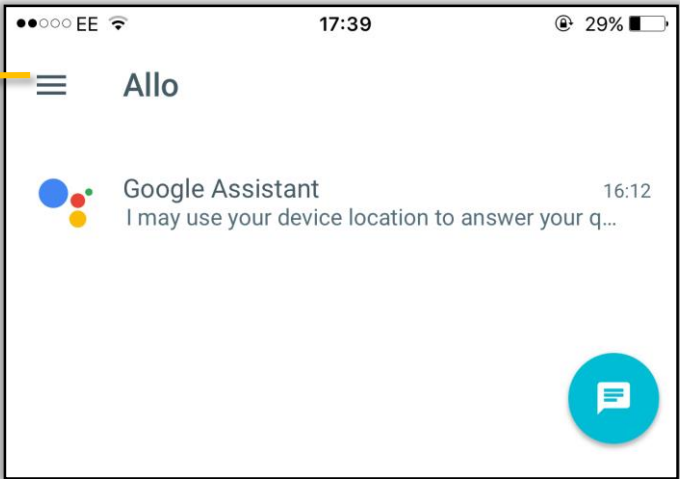 EE 17:39 29%
Allo
Google Assistant 16:12
I may use your device location to answer your q...